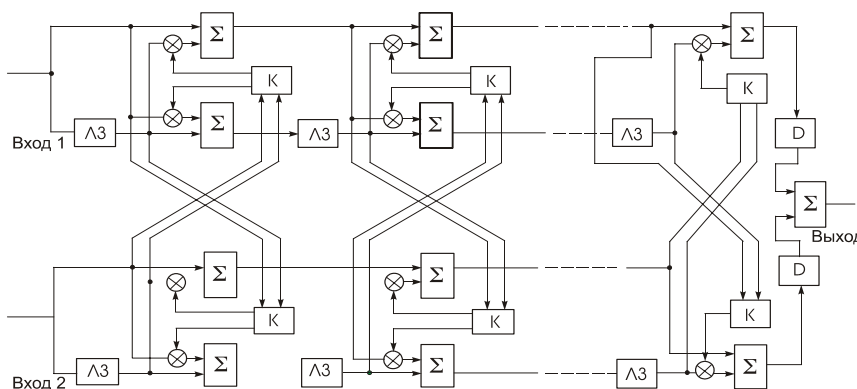 Σ Σ Σ
К К К
ЛЗ Σ ЛЗ Σ ЛЗ D
Вход 1
Σ
Выход
Σ Σ D
К К К
ЛЗ Σ ЛЗ Σ ЛЗ Σ
Вход 2